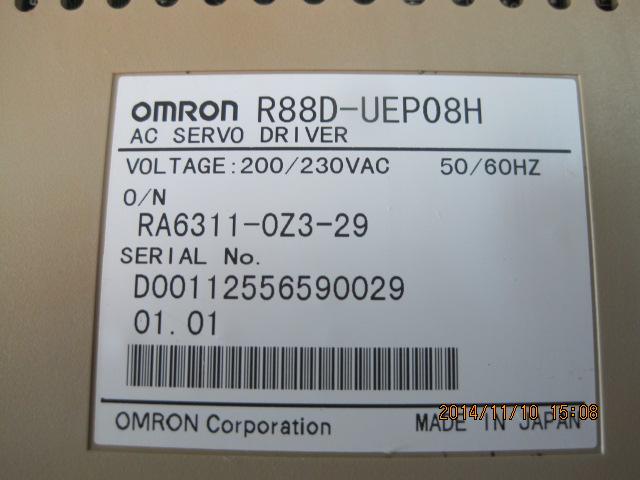 OMRON R88D-UEP08H
AC SERVO DRIVER
VOLTAGE:200/230VAC 50/60HZ
O/N
RA6311-0Z3-29
SERIAL No.
D00112556590029
01.01
2014/11/10 15:08
OMRON Corporation MADE IN JAPAN